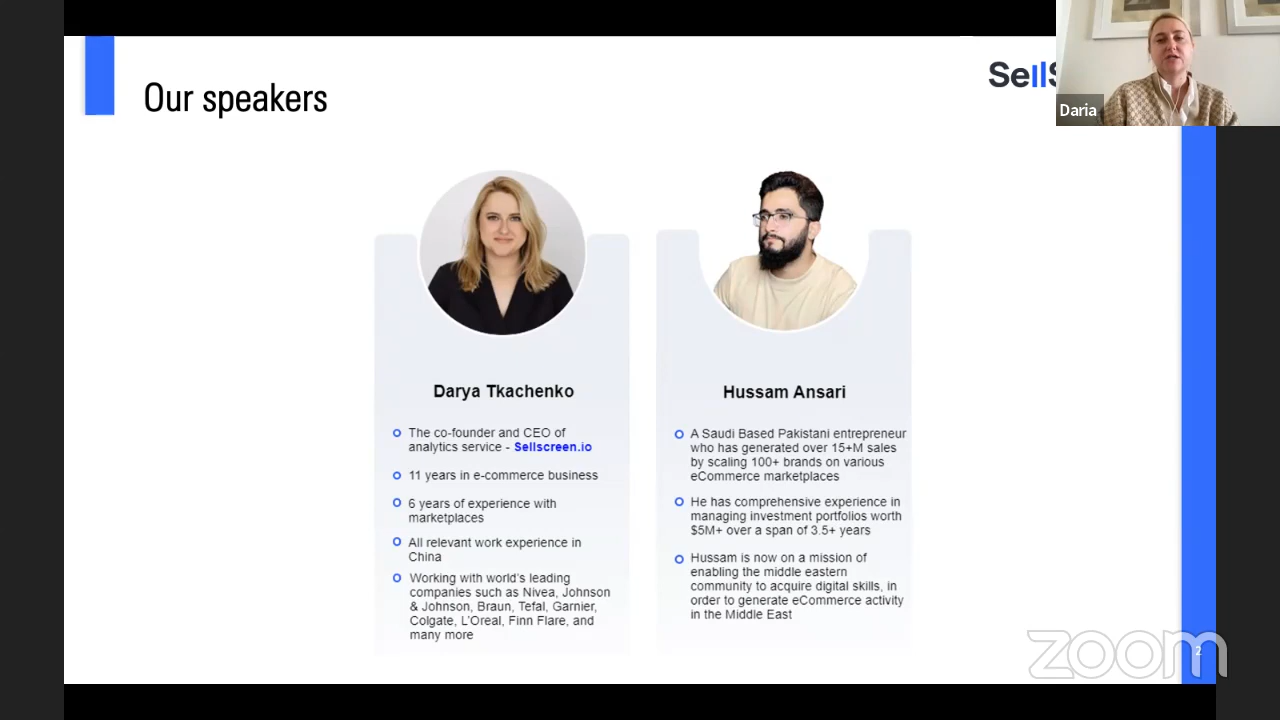 Our speakers
SellS
Daria
Darya Tkachenko
The co-founder and CEO of
analytics service - Sellscreen.io
11 years in e-commerce business
6 years of experience with
marketplaces
All relevant work experience in
China
Working with world's leading
companies such as Nivea, Johnson
& Johnson, Braun, Tefal, Garnier,
Colgate, L'Oreal, Finn Flare, and
many more
Hussam Ansari
A Saudi Based Pakistani entrepreneur
who has generated over 15+M sales
by scaling 100+ brands on various
eCommerce marketplaces
He has comprehensive experience in
managing investment portfolios worth
$5M+ over a span of 3.5+ years
Hussam is now on a mission of
enabling the middle eastern
community to acquire digital skills, in
order to generate eCommerce activity
in the Middle East
zoom
2